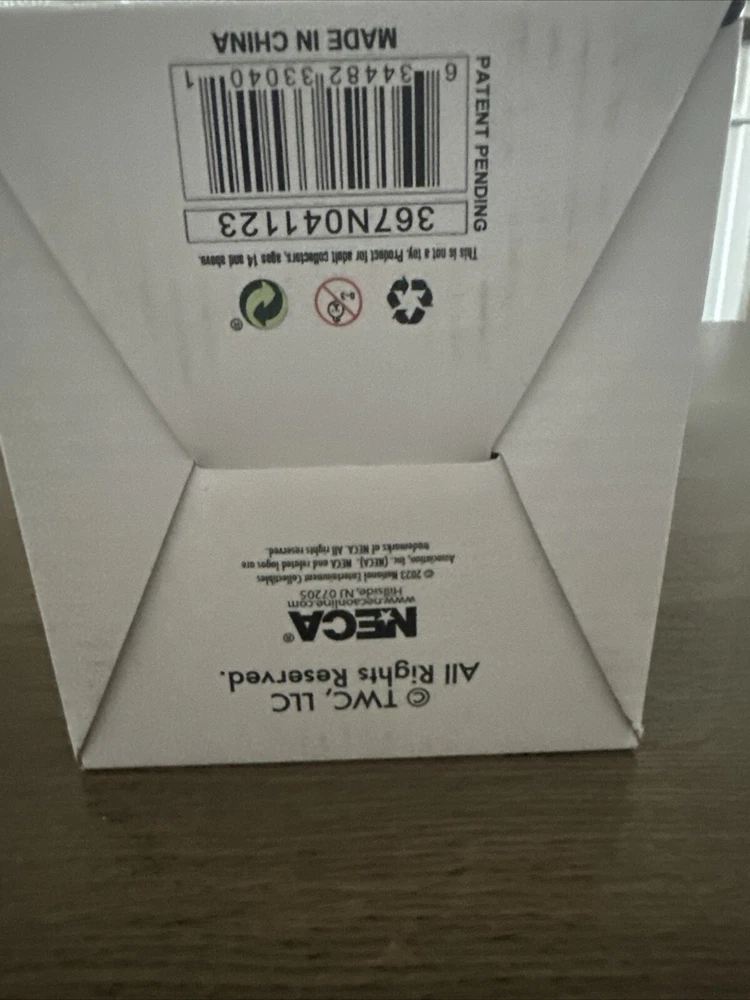 © TWC, LLC
All Rights Reserved.
NECA®
www.necaonline.com
Hillside, NJ 07205
© 2023 National Entertainment Collectibles
Association, Inc. (NECA). NECA and related logos are
trademarks of NECA. All rights reserved.
®
This is not a toy. Product for adult collectors, ages 14 and above.
367N041123
PATENT PENDING
6 34482 33040 1
MADE IN CHINA